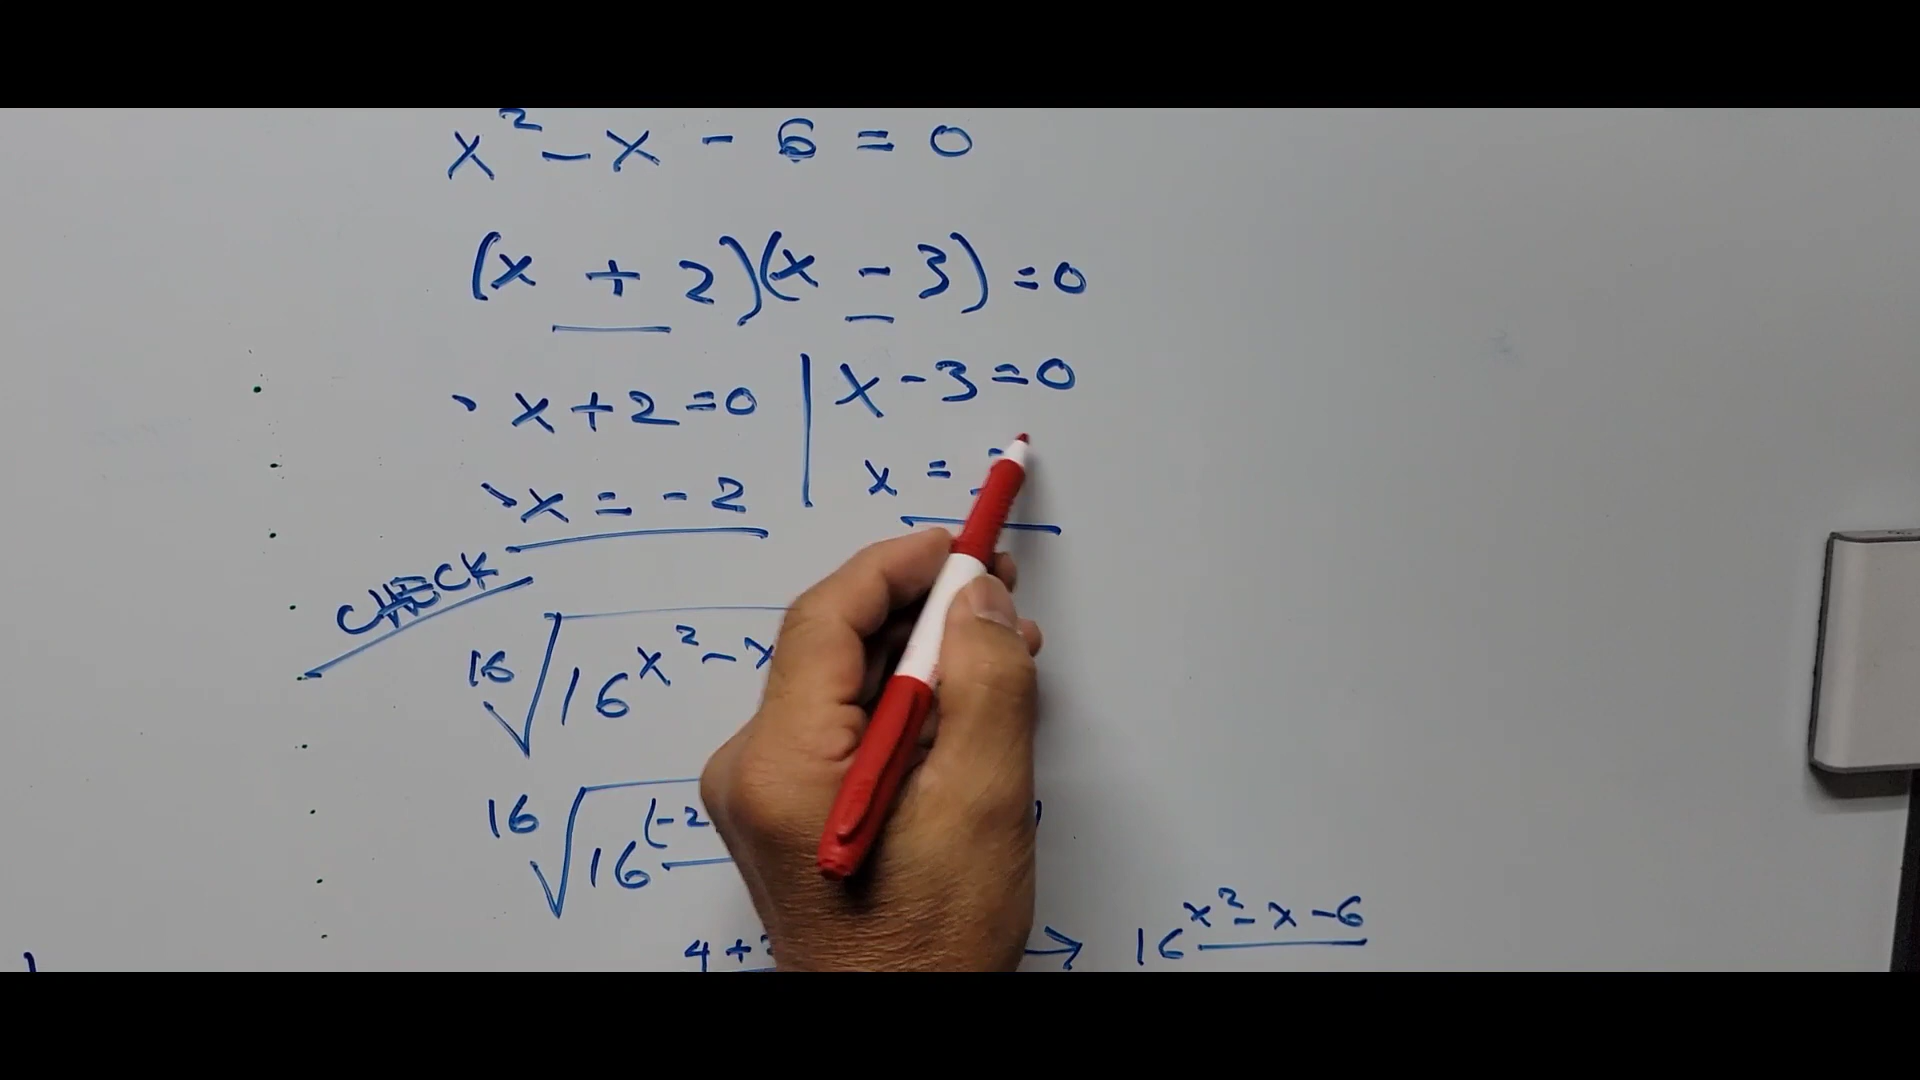 x² - x - 6 = 0
(x + 2)(x - 3) = 0
x + 2 = 0 | x - 3 = 0
x = - 2 | x =
CHECK
16√16^x² - x
16√16^(-2
4 +
→ 16^x² - x - 6